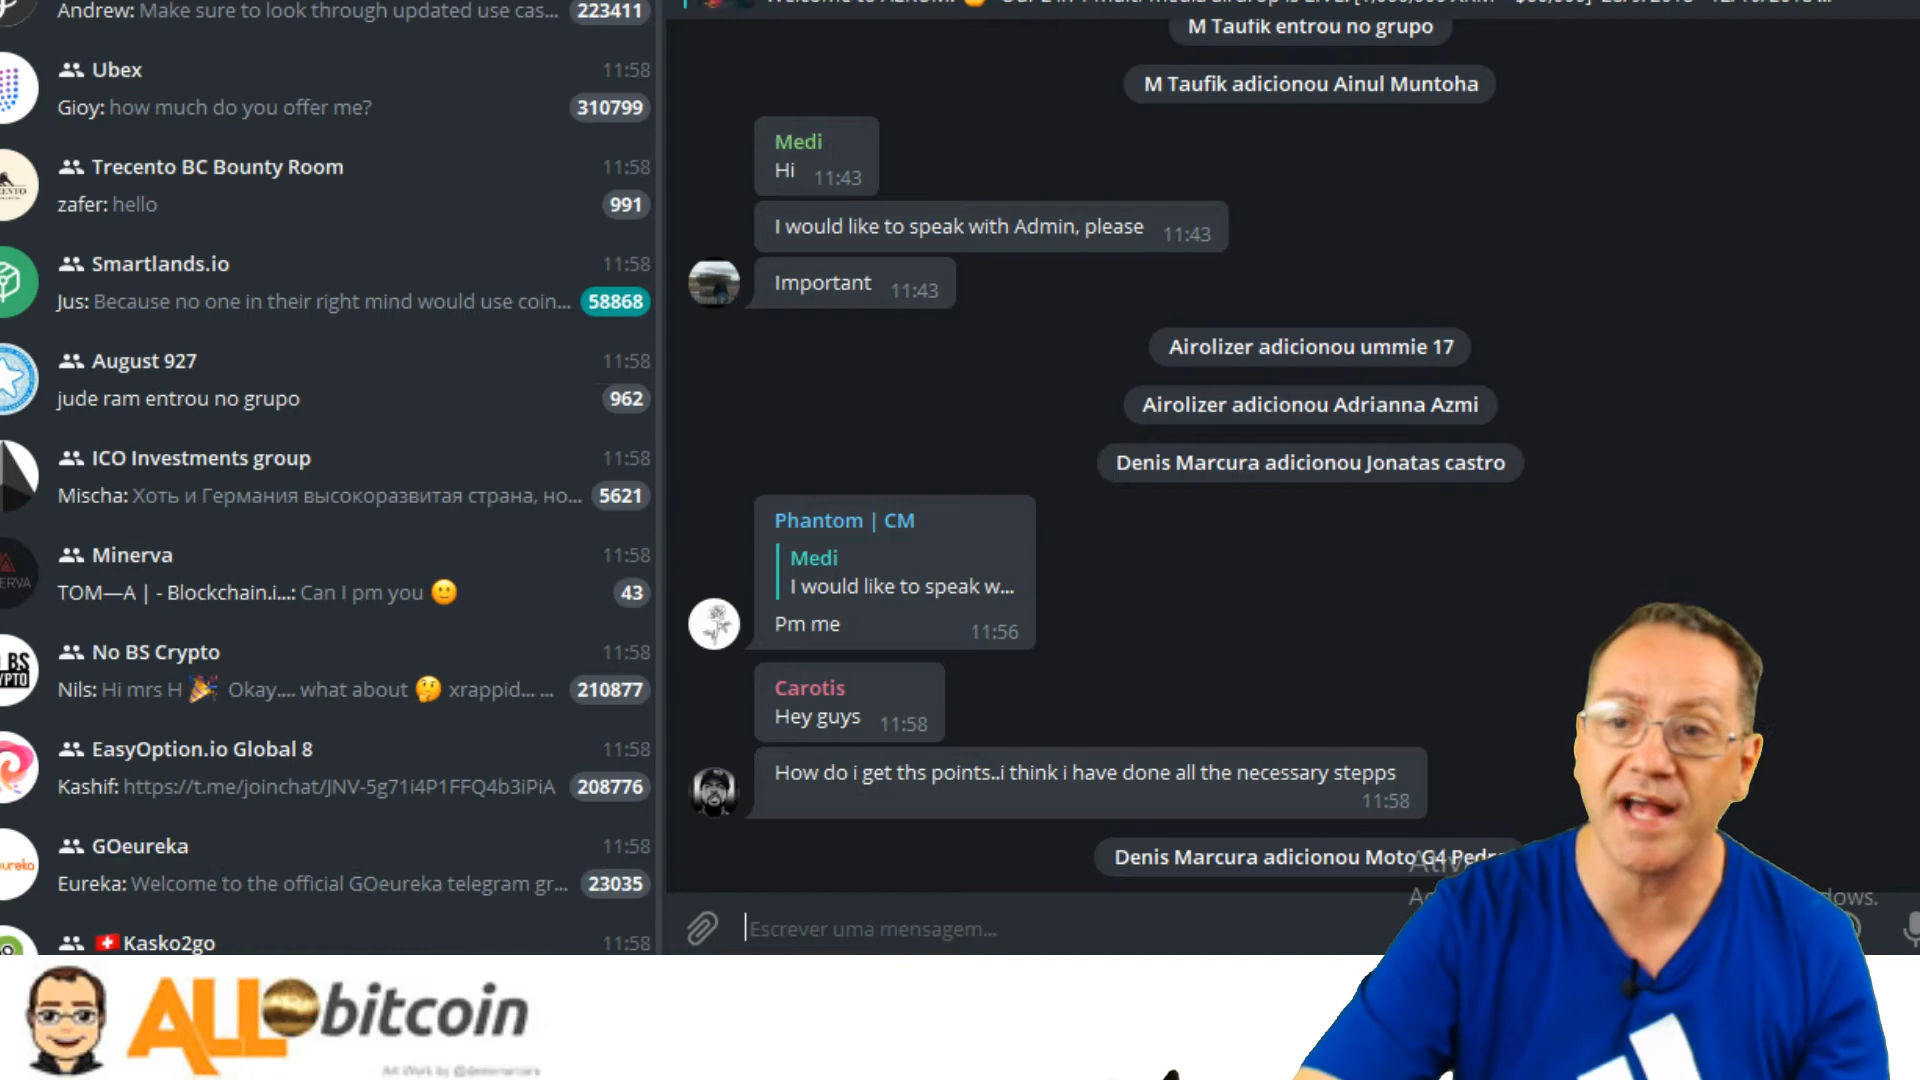 Andrew: Make sure to look through updated use cas... 223411
Ubex 11:58
Gioy: how much do you offer me? 310799
Trecento BC Bounty Room 11:58
zafer: hello 991
Smartlands.io 11:58
Jus: Because no one in their right mind would use coin... 58868
August 927 11:58
jude ram entrou no grupo 962
ICO Investments group 11:58
Mischa: Хоть и Германия высокоразвитая страна, но... 5621
Minerva 11:58
TOM—A | - Blockchain.i...: Can I pm you 🙂 43
No BS Crypto 11:58
Nils: Hi mrs H 🎉 Okay.... what about 🤔 xrappid... ... 210877
EasyOption.io Global 8 11:58
Kashif: https://t.me/joinchat/JNV-5g71i4P1FFQ4b3iPiA 208776
GOeureka 11:58
Eureka: Welcome to the official GOeureka telegram gr... 23035
🇨🇭 Kasko2go 11:58
M Taufik entrou no grupo
M Taufik adicionou Ainul Muntoha
Medi
Hi 11:43
I would like to speak with Admin, please 11:43
Important 11:43
Airolizer adicionou ummie 17
Airolizer adicionou Adrianna Azmi
Denis Marcura adicionou Jonatas castro
Phantom | CM
Medi
I would like to speak w...
Pm me 11:56
Carotis
Hey guys 11:58
How do i get ths points..i think i have done all the necessary stepps
11:58
Denis Marcura adicionou Moto G4
Escrever uma mensagem...
ALL bitcoin